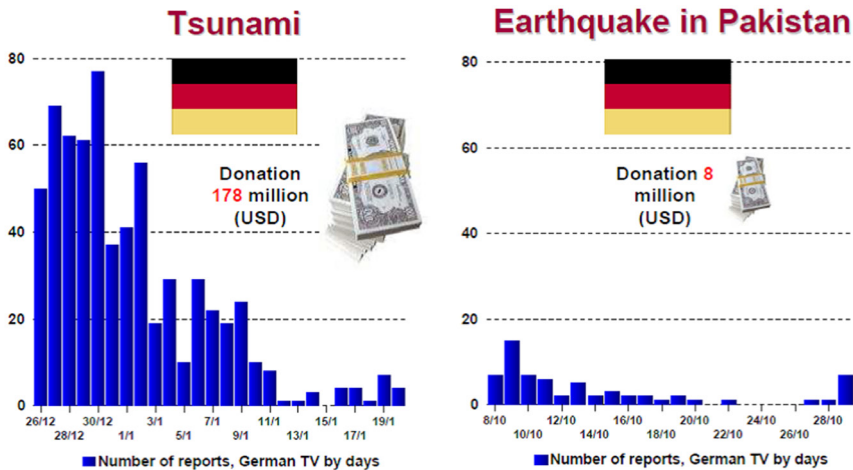 Tsunami
80
60
40
20
0
Donation
178 million
(USD)
26/12 30/12 3/1 7/1 11/1 15/1 19/1
28/12 1/1 5/1 9/1 13/1 17/1
Number of reports, German TV by days
Earthquake in Pakistan
80
60
40
20
0
Donation 8
million
(USD)
8/10 12/10 16/10 20/10 24/10 28/10
10/10 14/10 18/10 22/10 26/10
Number of reports, German TV by days